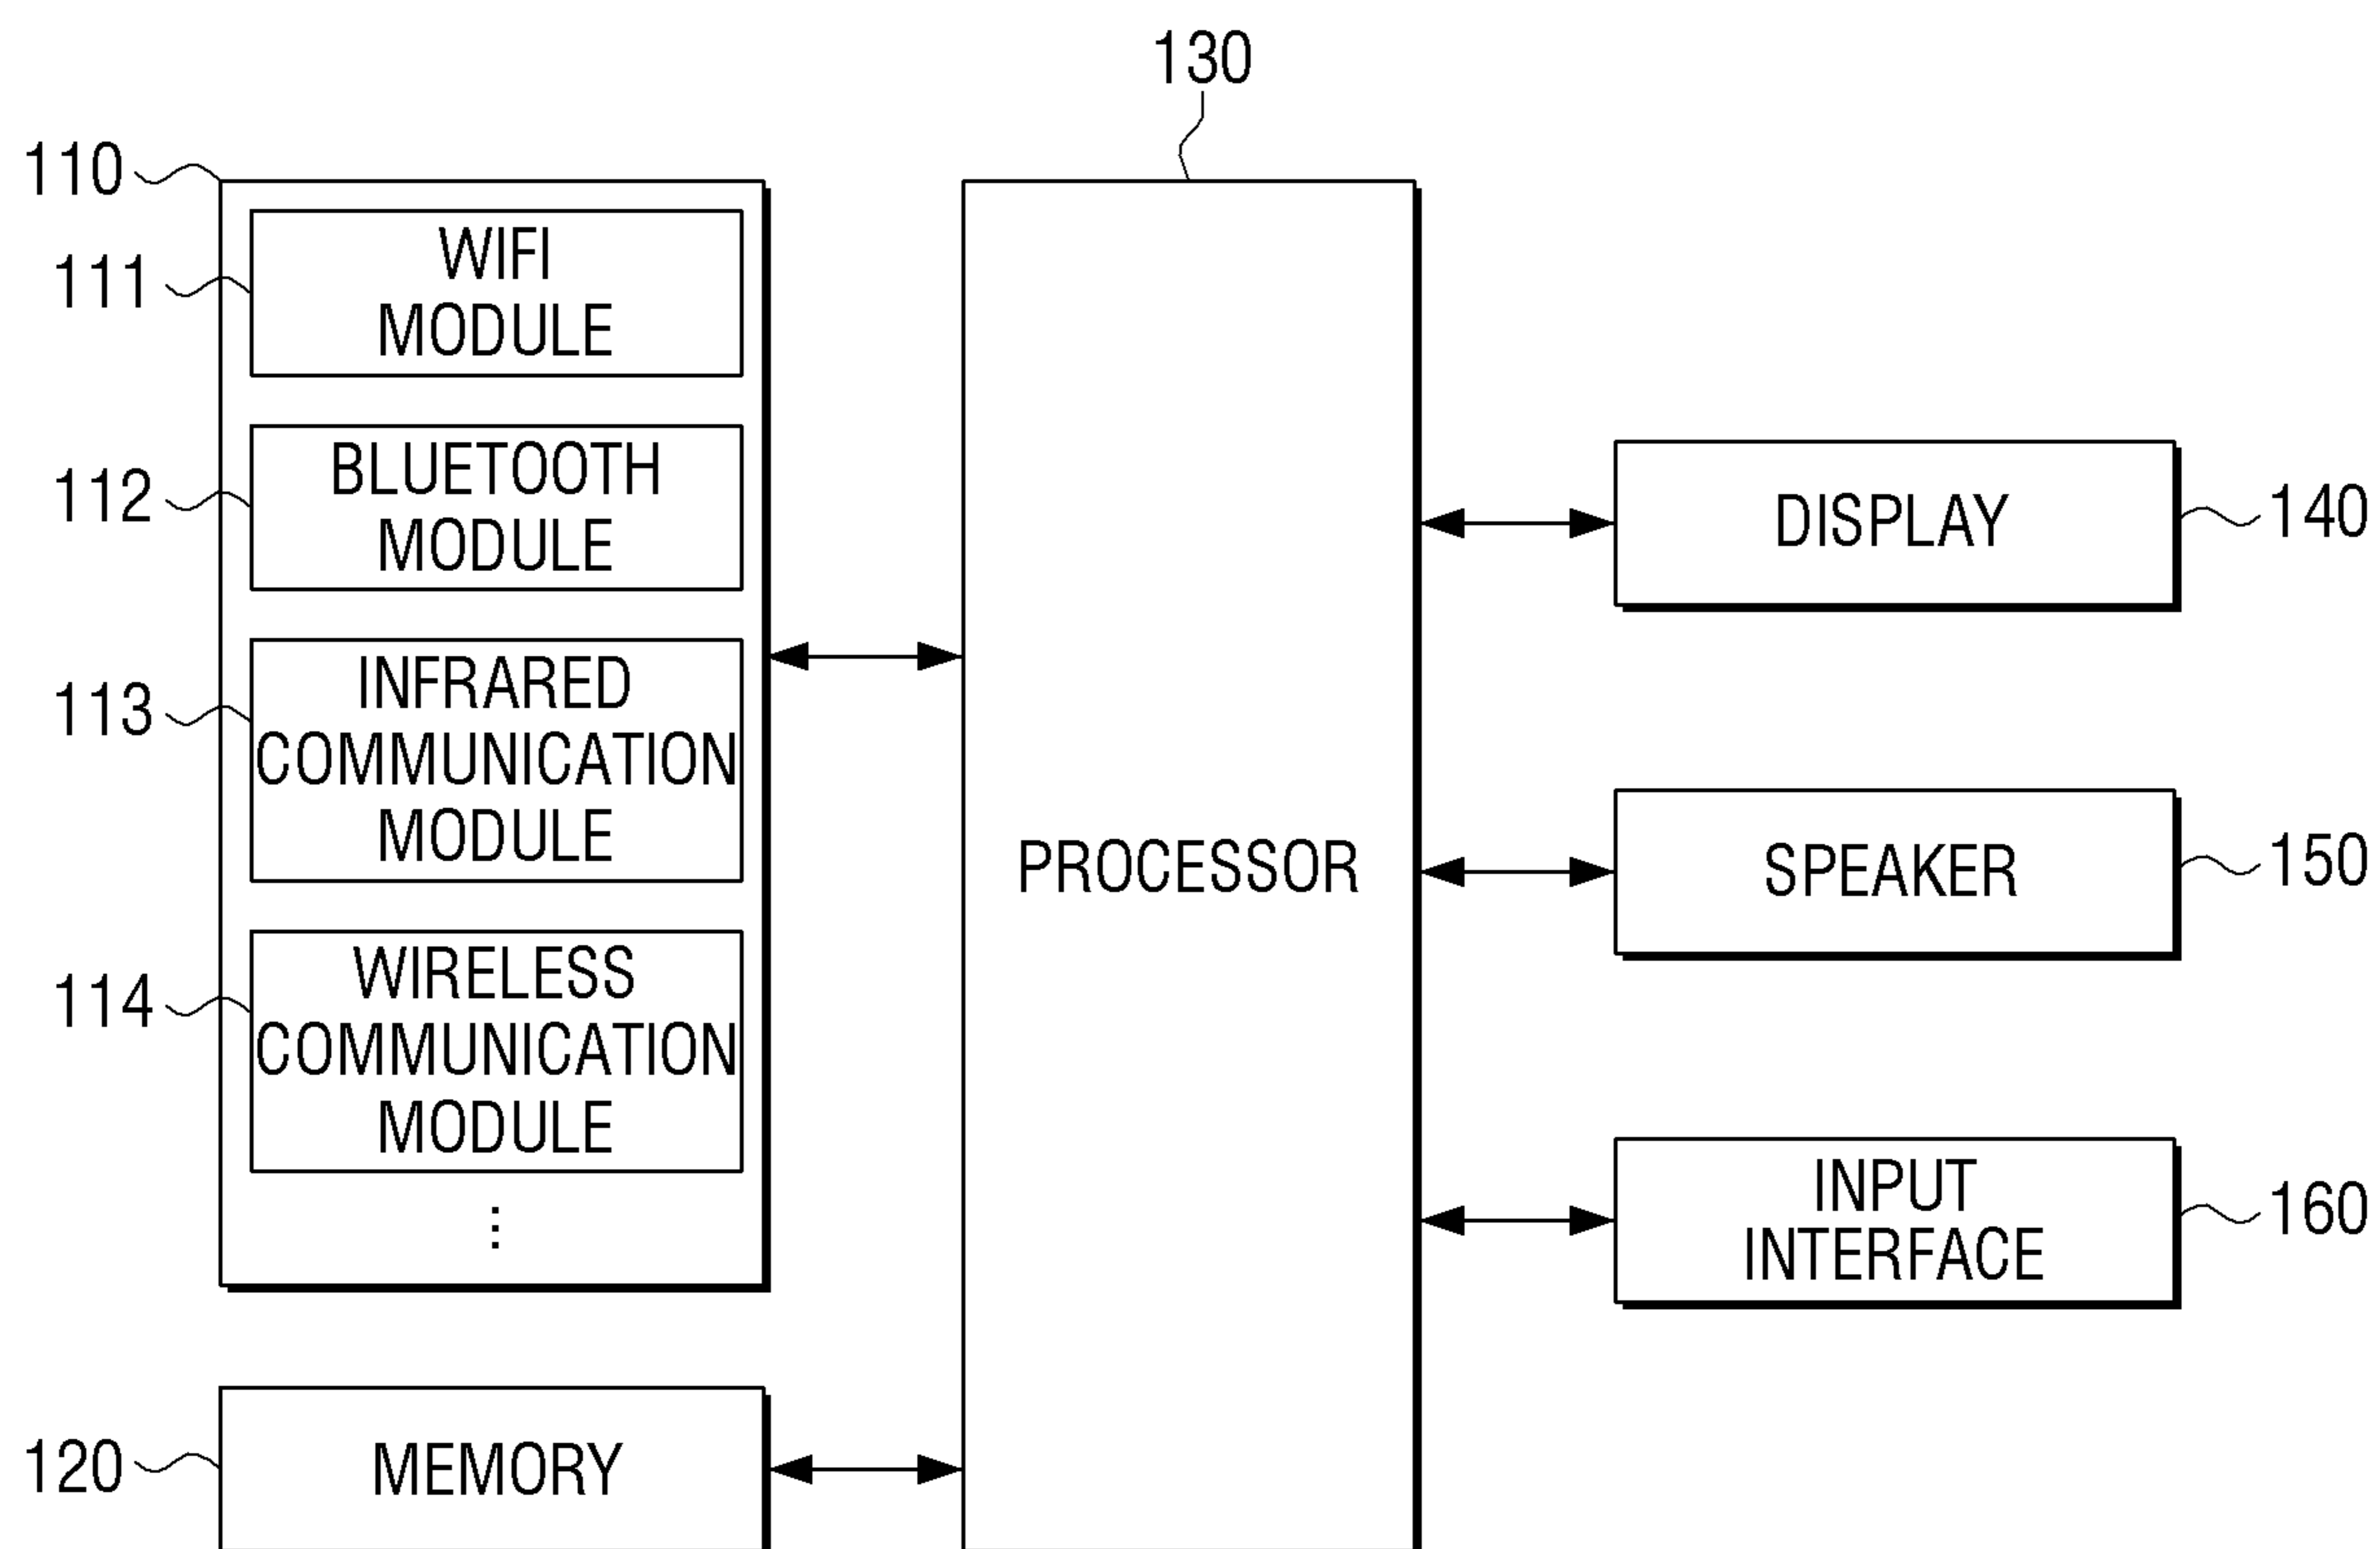 130
110
111
WIFI
MODULE
112
BLUETOOTH
MODULE
113
INFRARED
COMMUNICATION
MODULE
114
WIRELESS
COMMUNICATION
MODULE
120
MEMORY
PROCESSOR
DISPLAY
140
SPEAKER
150
INPUT
INTERFACE
160